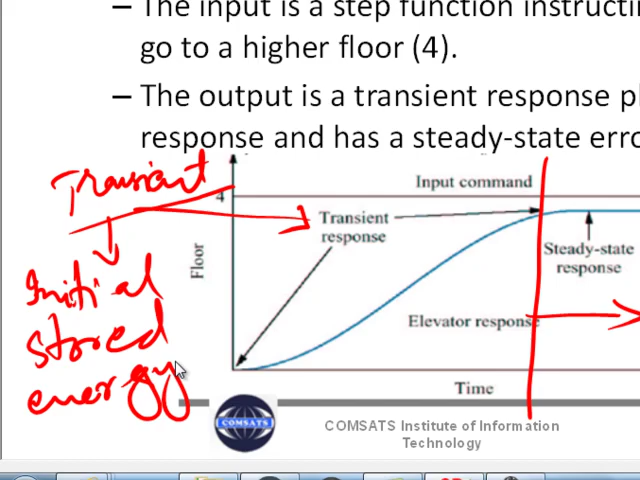 – The input is a step function instructi
go to a higher floor (4).
– The output is a transient response pl
response and has a steady-state erro
Transient
Initial
stored
energy
4
Input command
Transient
response
Floor
Steady-state
response
Elevator response
Time
COMSATS
COMSATS Institute of Information
Technology